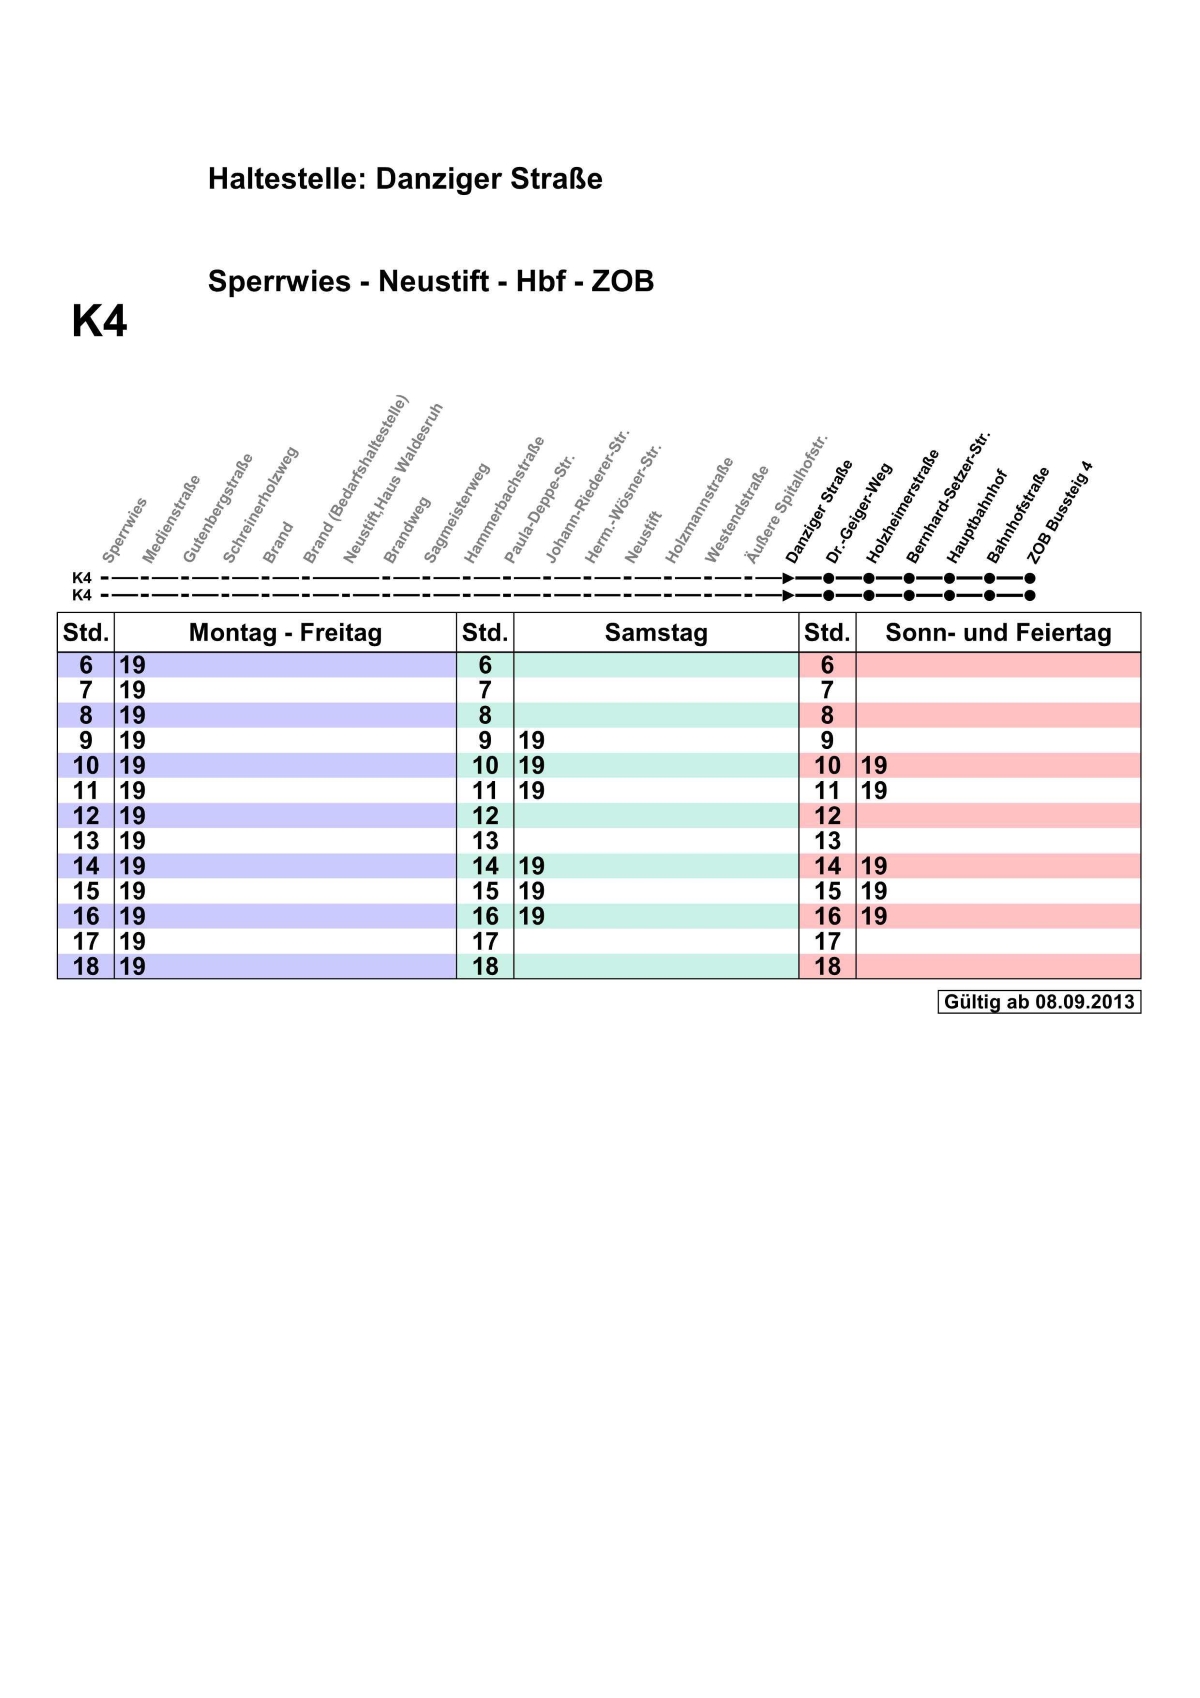 Haltestelle: Danziger Straße
Sperrwies - Neustift - Hbf - ZOB
K4
Sperrwies
Medienstraße
Gutenbergstraße
Schreinerholzweg
Brand
Brand (Bedarfshaltestelle)
Neustift,Haus Waldesruh
Brandweg
Sagmeisterweg
Hammerbachstraße
Paula-Deppe-Str.
Johann-Riederer-Str.
Herm.-Wösner-Str.
Neustift
Holzmannstraße
Westendstraße
Äußere Spitalhofstr.
Danziger Straße
Dr.-Geiger-Weg
Holzheimerstraße
Bernhard-Setzer-Str.
Hauptbahnhof
Bahnhofstraße
ZOB Bussteig 4
K4
K4
Std. Montag - Freitag Std. Samstag Std. Sonn- und Feiertag
6 19 6 6
7 19 7 7
8 19 8 8
9 19 9 19 9
10 19 10 19 10 19
11 19 11 19 11 19
12 19 12 12
13 19 13 13
14 19 14 19 14 19
15 19 15 19 15 19
16 19 16 19 16 19
17 19 17 17
18 19 18 18
Gültig ab 08.09.2013